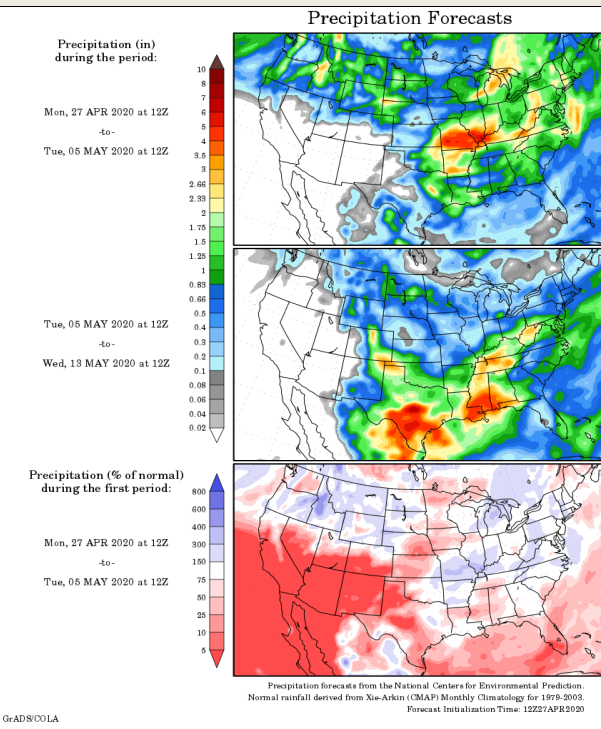 Precipitation Forecasts
Precipitation (in)
during the period:
Mon, 27 APR 2020 at 12Z
-to-
Tue, 05 MAY 2020 at 12Z
10
8
7
6
5
4
3.5
3
2.66
2.33
2
1.75
1.5
1.25
1
0.83
0.66
0.5
0.4
0.3
0.2
0.1
0.08
0.06
0.04
0.02
Tue, 05 MAY 2020 at 12Z
-to-
Wed, 13 MAY 2020 at 12Z
Precipitation (% of normal)
during the first period:
Mon, 27 APR 2020 at 12Z
-to-
Tue, 05 MAY 2020 at 12Z
800
600
400
300
150
75
50
25
10
5
Precipitation forecasts from the National Centers for Environmental Prediction.
Normal rainfall derived from Xie-Arkin (CMAP) Monthly Climatology for 1979-2003.
Forecast Initialization Time: 12Z27APR2020
GrADS/COLA